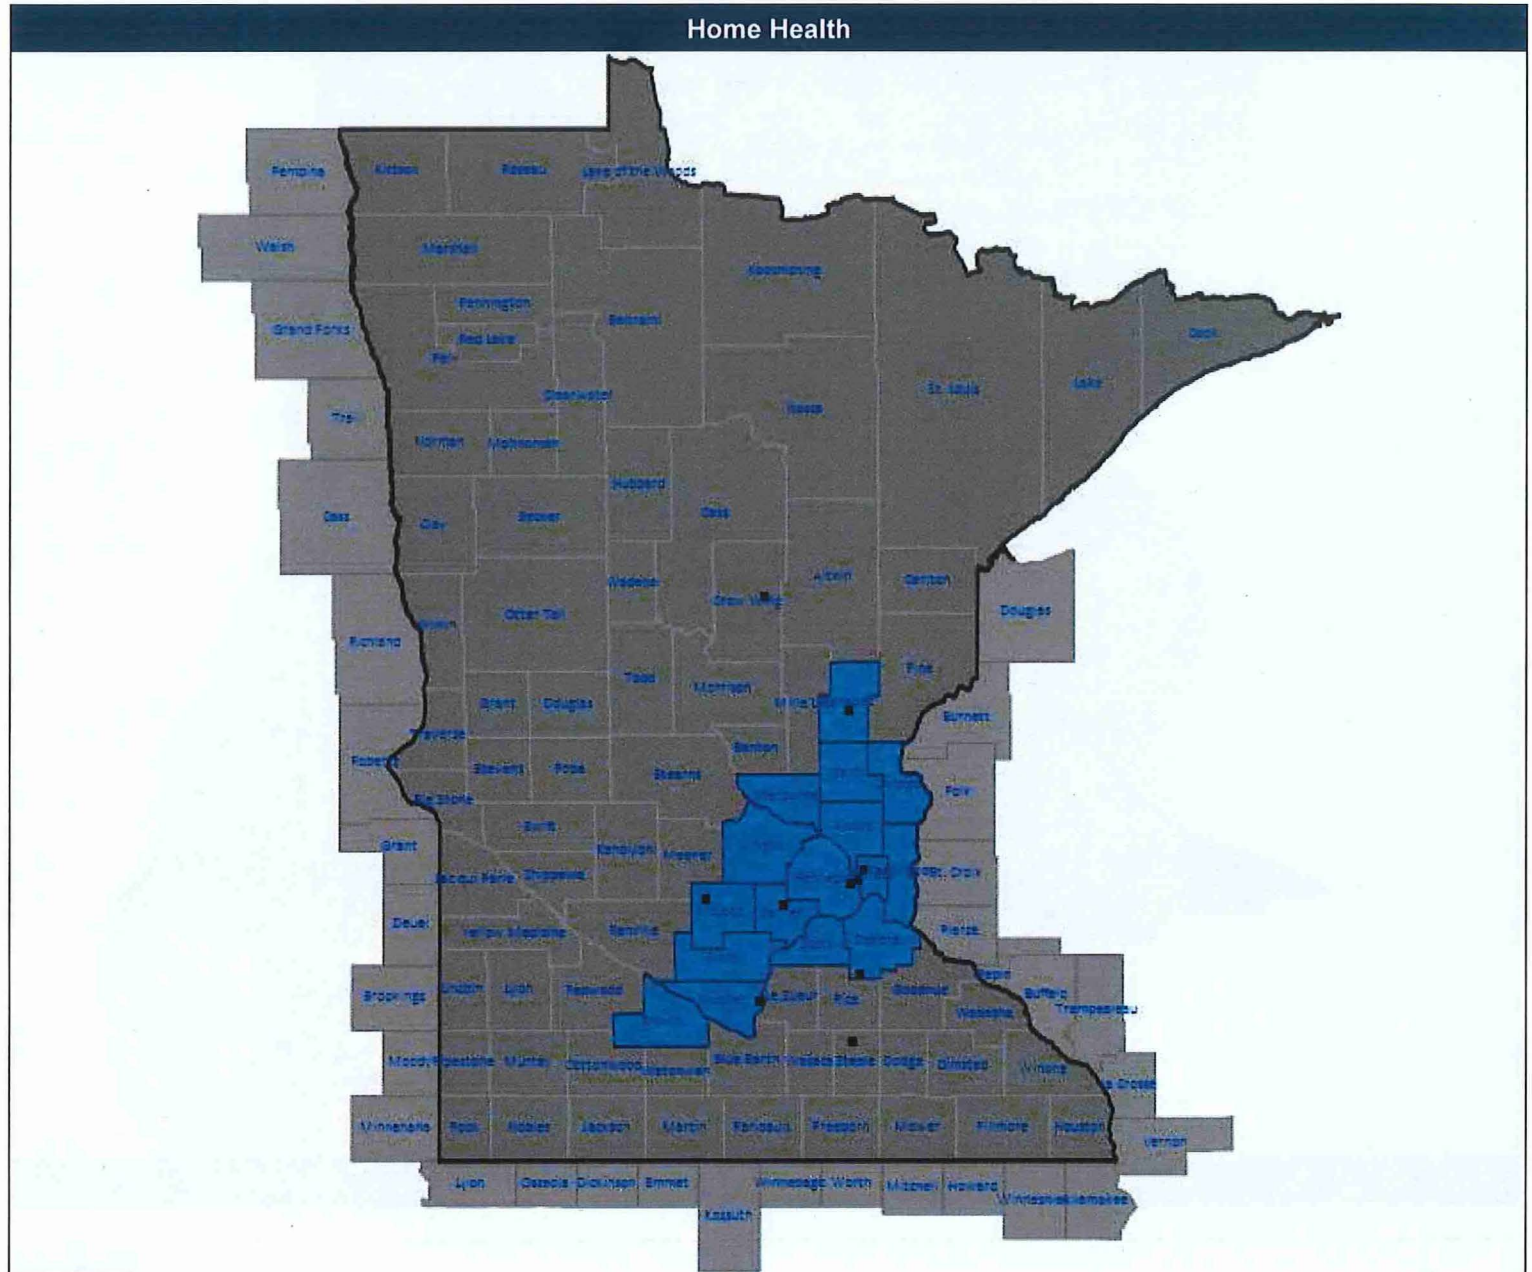 Home Health
Pembina
Kittson
Roseau
Lake of the Woods
Walsh
Marshall
Koochiching
Pennington
Beltrami
Grand Forks
Red Lake
Cook
Clearwater
St. Louis
Lake
Itasca
Norman
Mahnomen
Hubbard
Cass
Cass
Clay
Becker
Wadena
Aitkin
Carlton
Crow Wing
Otter Tail
Douglas
Richland
Wilkin
Todd
Morrison
Pine
Grant
Douglas
Burnett
Traverse
Benton
Roberts
Stevens
Pope
Stearns
Big Stone
Polk
Swift
Grant
Kandiyohi
Meeker
Lac qui Parle
Chippewa
St. Croix
Deuel
Yellow Medicine
Renville
Pierce
Pepin
Brookings
Lincoln
Lyon
Redwood
Le Sueur
Rice
Goodhue
Buffalo
Wabasha
Trempealeau
Moody
Pipestone
Murray
Cottonwood
Watonwan
Blue Earth
Waseca
Steele
Dodge
Olmsted
Winona
La Crosse
Minnehaha
Rock
Nobles
Jackson
Martin
Faribault
Freeborn
Mower
Fillmore
Houston
Vernon
Lyon
Osceola
Dickinson
Emmet
Winnebago
Worth
Mitchell
Howard
Winneshiek
Allamakee
Kossuth